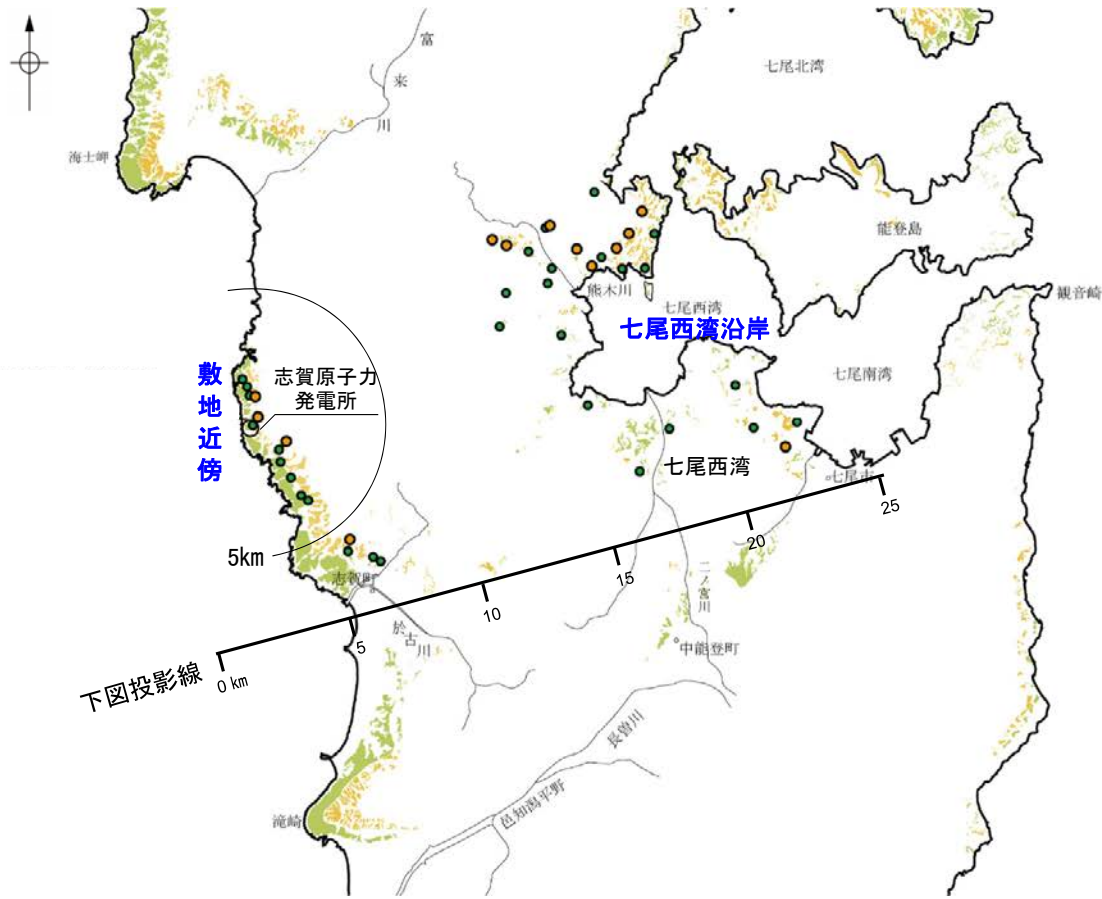 富
来
川
七尾北湾
海士岬
能登島
熊木川
七尾西湾
七尾西湾沿岸
観音崎
敷
地
近
傍
志賀原子力
発電所
七尾南湾
七尾西湾
七尾市
5km
志賀町
二ノ宮川
中能登町
於
古
川
下図投影線
0 km
5
10
15
20
25
長曽川
邑知潟平野
滝崎